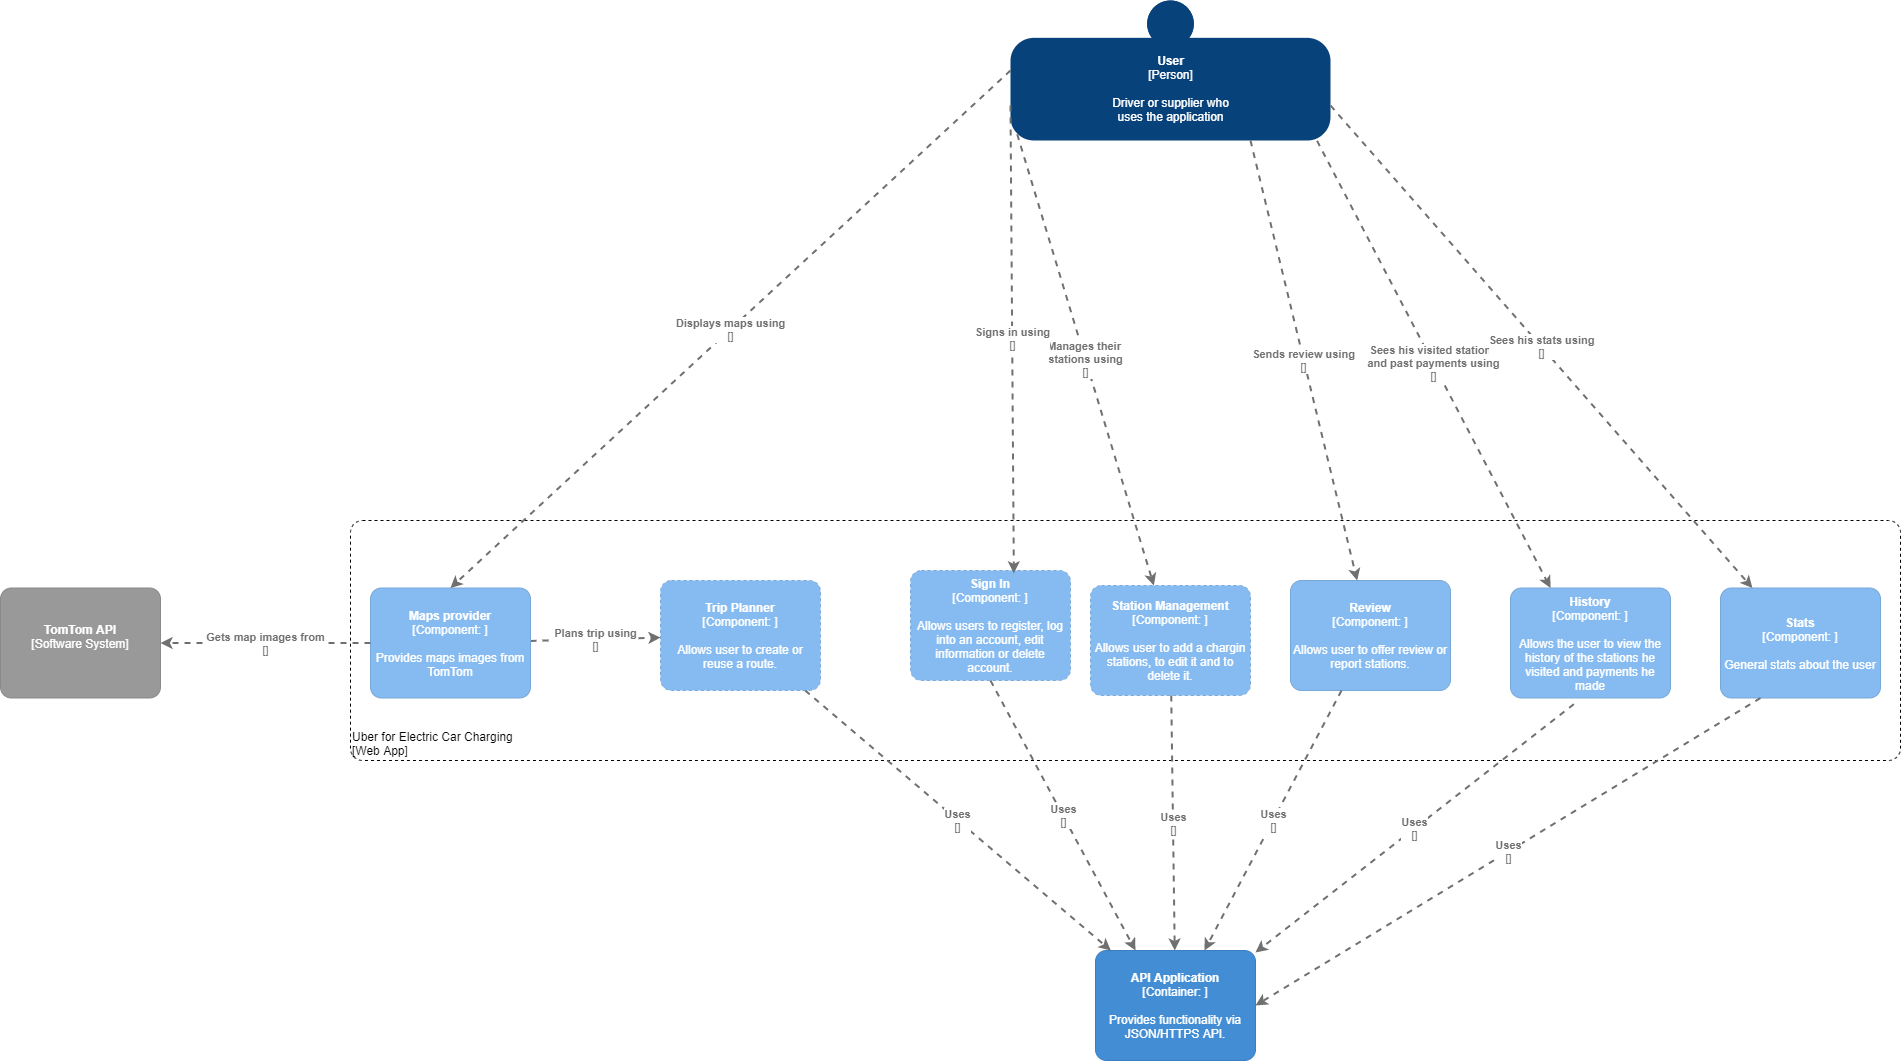 User
[Person]
Driver or supplier who
uses the application
Displays maps using
[]
Signs in using
[]
Manages their
stations using
[]
Sends review using
[]
Sees his visited station
and past payments using
[]
Sees his stats using
[]
TomTom API
[Software System]
Gets map images from
[]
Maps provider
[Component: ]
Provides maps images from
TomTom
Plans trip using
[]
Trip Planner
[Component: ]
Allows user to create or
reuse a route.
Sign In
[Component: ]
Allows users to register, log
into an account, edit
information or delete
account.
Station Management
[Component: ]
Allows user to add a chargin
stations, to edit it and to
delete it.
Review
[Component: ]
Allows user to offer review or
report stations.
History
[Component: ]
Allows the user to view the
history of the stations he
visited and payments he
made
Stats
[Component: ]
General stats about the user
Uber for Electric Car Charging
[Web App]
Uses
[]
Uses
[]
Uses
[]
Uses
[]
Uses
[]
Uses
[]
API Application
[Container: ]
Provides functionality via
JSON/HTTPS API.